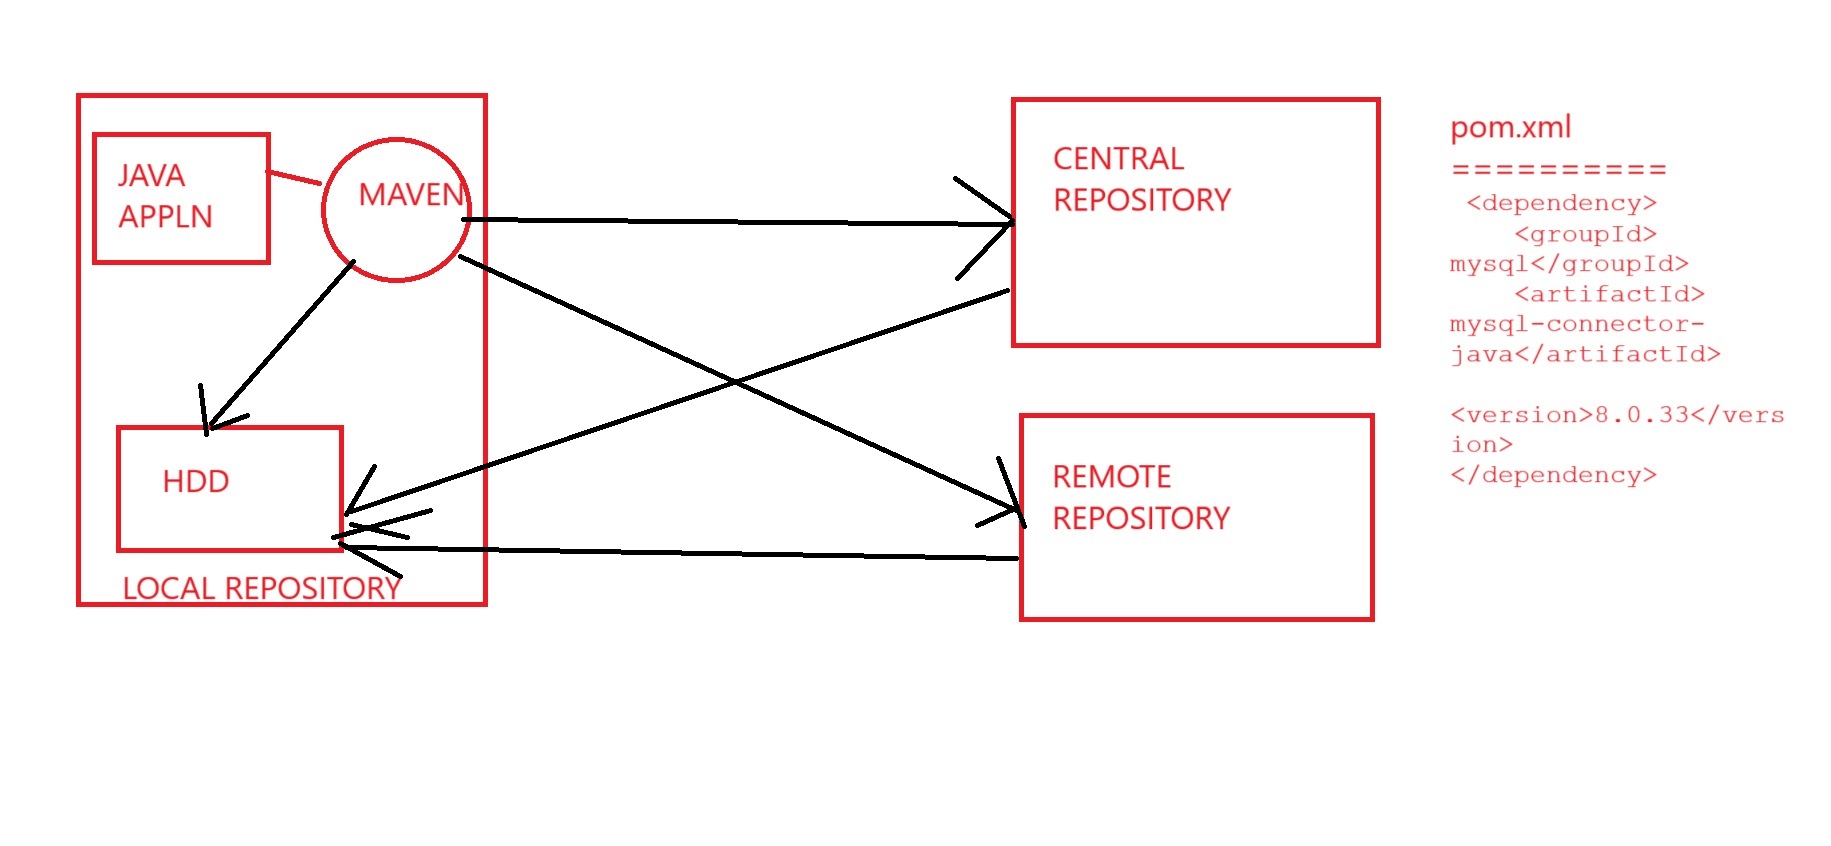 JAVA
APPLN
MAVEN
HDD
LOCAL REPOSITORY
CENTRAL
REPOSITORY
REMOTE
REPOSITORY
pom.xml
==========
<dependency>
<groupId>
mysql</groupId>
<artifactId>
mysql-connector-
java</artifactId>
<version>8.0.33</vers
ion>
</dependency>